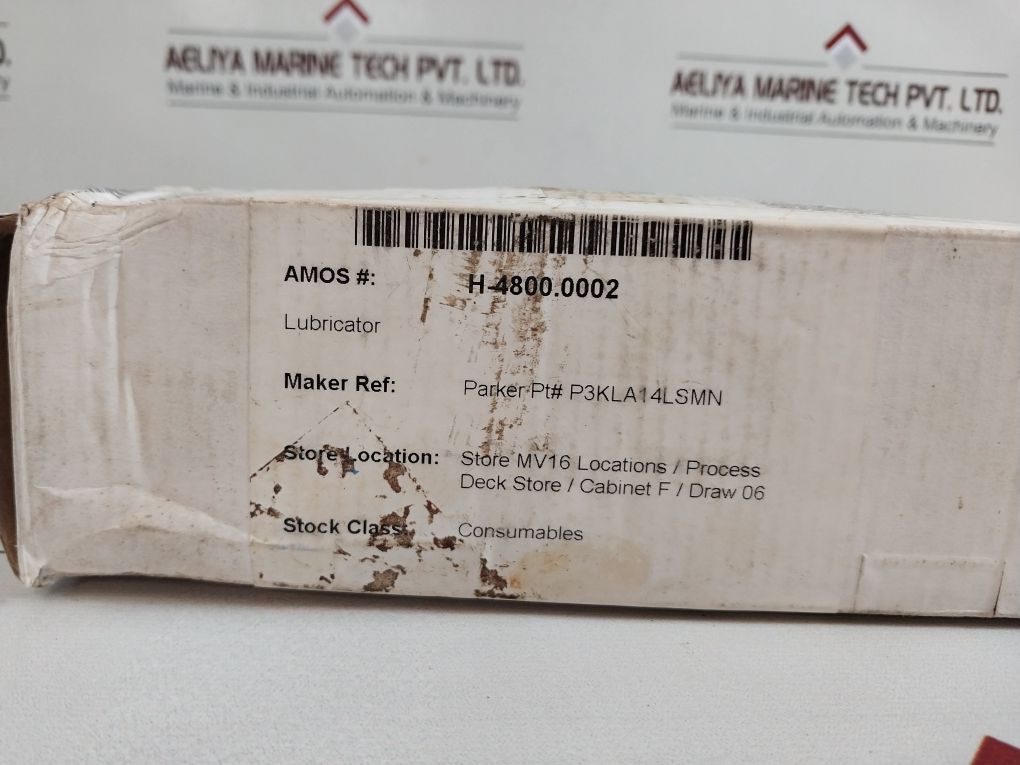 AELIYA MARINE TECH PVT. LTD.
Marine & Industrial Automation & Machinery
AELIYA MARINE TECH PVT. LTD.
Marine & Industrial Automation & Machinery
AMOS #: H-4800.0002
Lubricator
Maker Ref: Parker Pt# P3KLA14LSMN
Store Location: Store MV16 Locations / Process
Deck Store / Cabinet F / Draw 06
Stock Class: Consumables